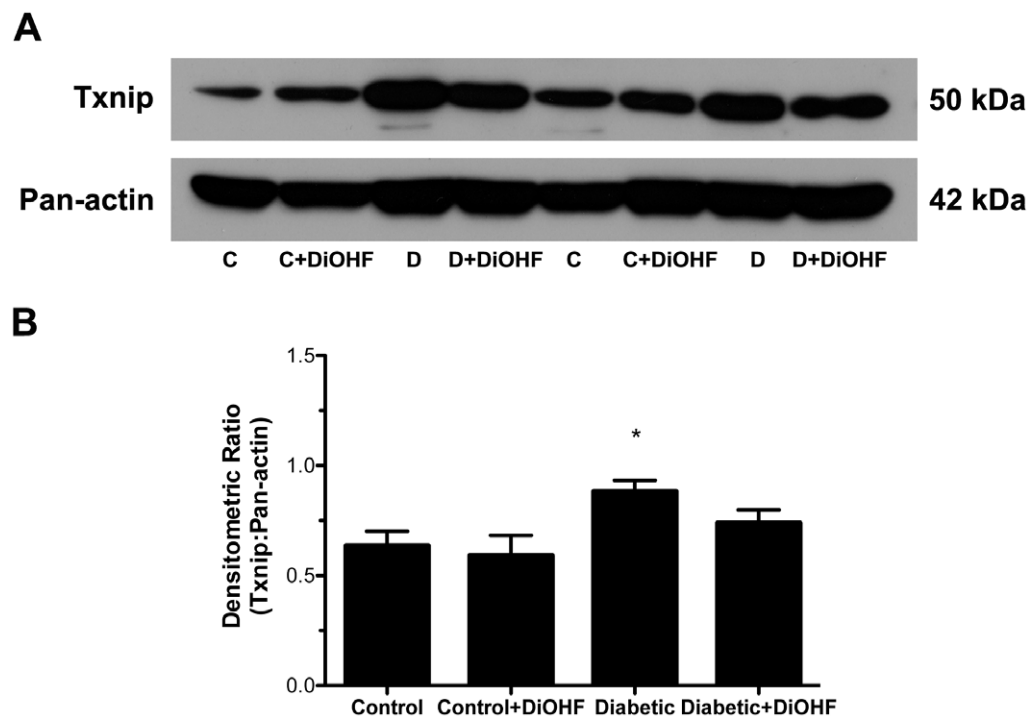 A
Txnip
50 kDa
Pan-actin
42 kDa
C C+DiOHF D D+DiOHF C C+DiOHF D D+DiOHF
B
Densitometric Ratio
(Txnip:Pan-actin)
1.5
1.0
0.5
0.0
*
Control Control+DiOHF Diabetic Diabetic+DiOHF